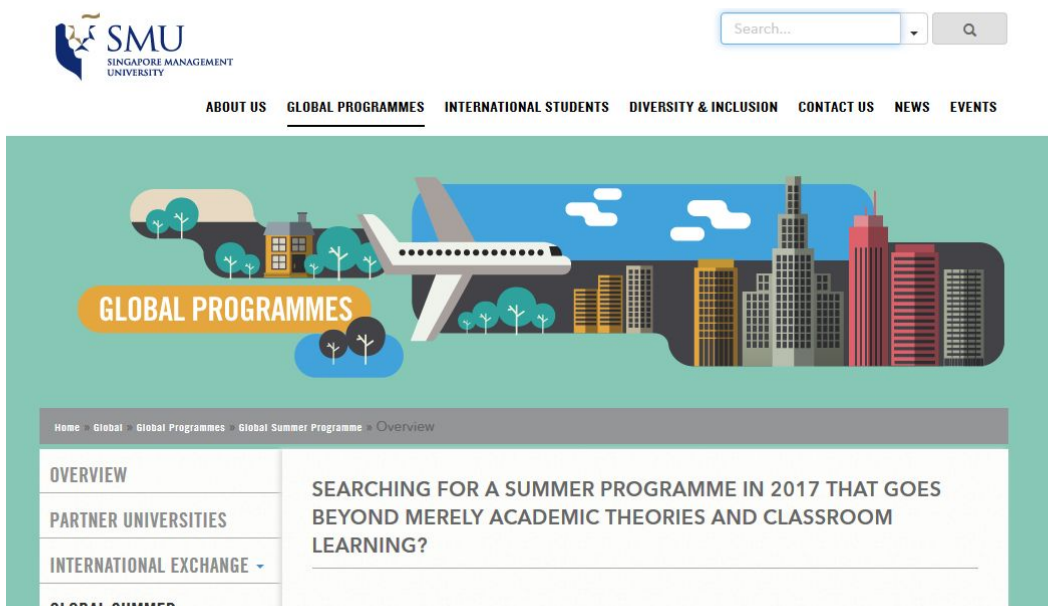 SMU
SINGAPORE MANAGEMENT
UNIVERSITY
Search...
ABOUT US GLOBAL PROGRAMMES INTERNATIONAL STUDENTS DIVERSITY & INCLUSION CONTACT US NEWS EVENTS
GLOBAL PROGRAMMES
Home » Global » Global Programmes » Global Summer Programme » Overview
OVERVIEW
PARTNER UNIVERSITIES
INTERNATIONAL EXCHANGE
GLOBAL SUMMER
SEARCHING FOR A SUMMER PROGRAMME IN 2017 THAT GOES
BEYOND MERELY ACADEMIC THEORIES AND CLASSROOM
LEARNING?